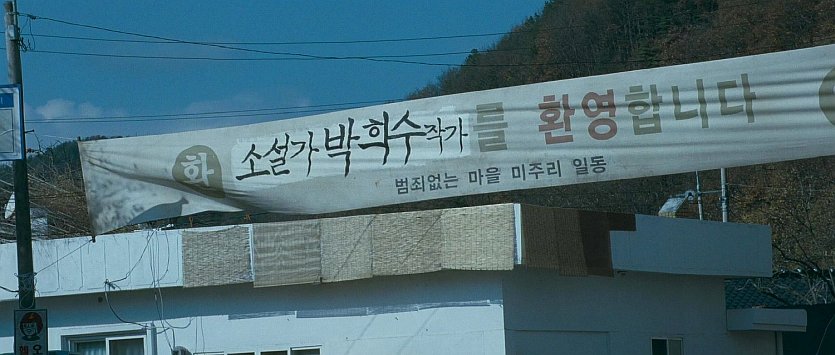 화 소설가 박희수 작가를 환영합니다
범죄없는 마을 미주리 일동